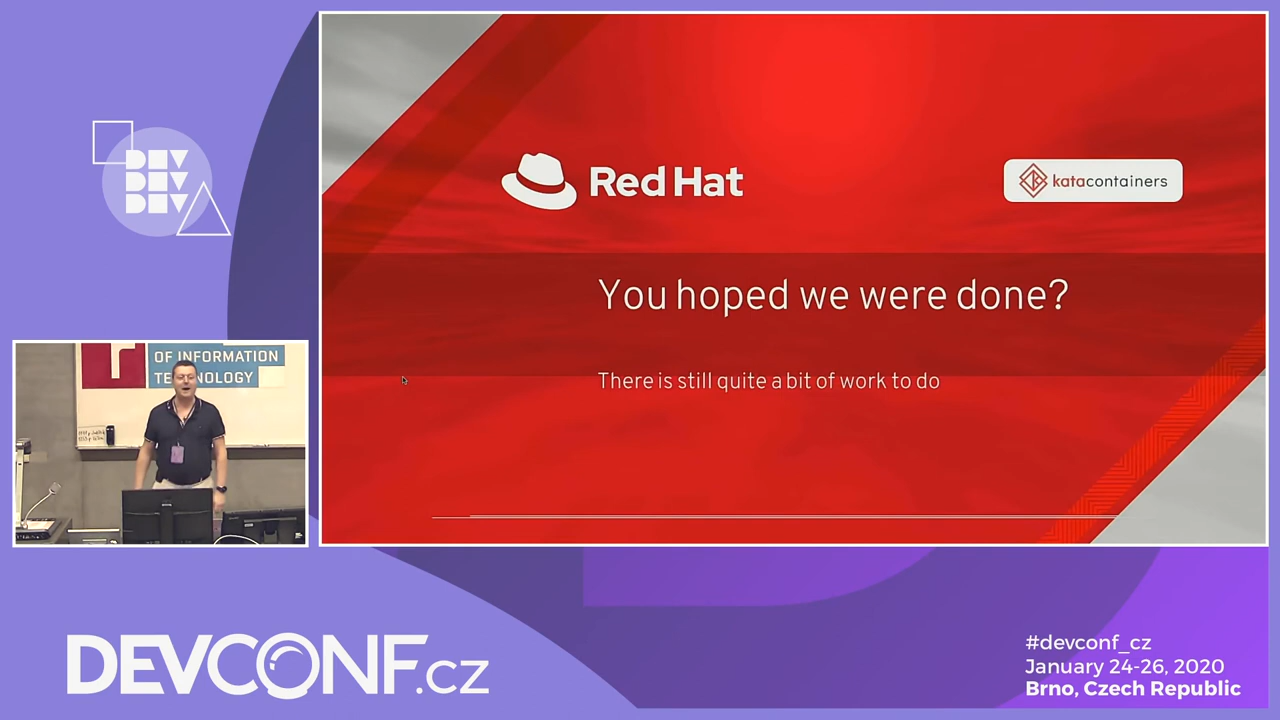 DEV
DEV
DEV
Red Hat
katacontainers
You hoped we were done?
There is still quite a bit of work to do
OF INFORMATION
TECHNOLOGY
DEVCONF.cz
#devconf_cz
January 24-26, 2020
Brno, Czech Republic